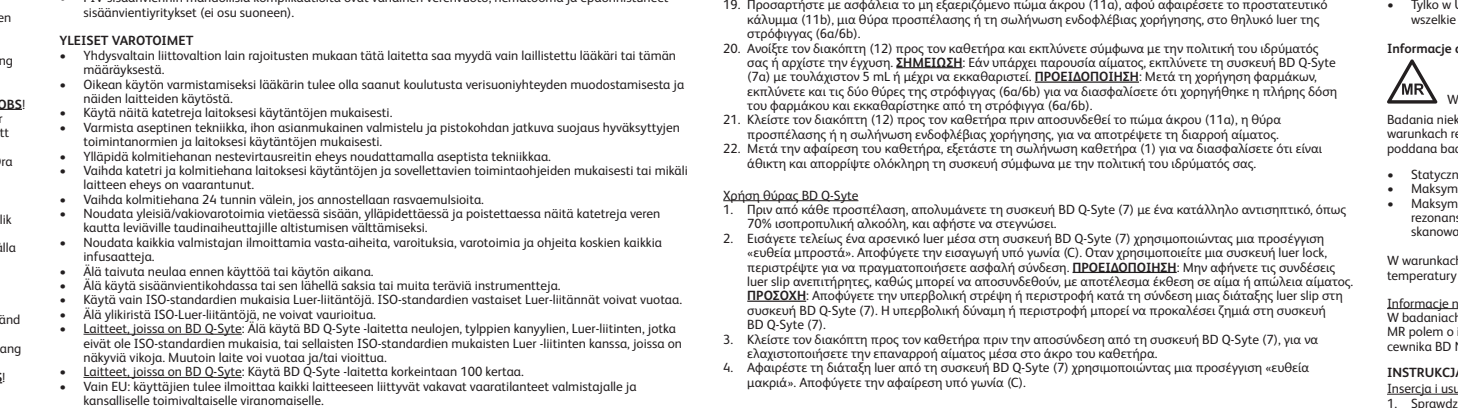 en
ng
OBS!
r
tt
Dra
lik
älla
änd
ang
s!
sisäänvientiyritykset (ei osu suoneen).
YLEISET VAROTOIMET
• Yhdysvaltain liittovaltion lain rajoitusten mukaan tätä laitetta saa myydä vain laillistettu lääkäri tai tämän
määräyksestä.
• Oikean käytön varmistamiseksi lääkärin tulee olla saanut koulutusta verisuoniyhteyden muodostamisesta ja
näiden laitteiden käytöstä.
• Käytä näitä katetreja laitoksesi käytäntöjen mukaisesti.
• Varmista aseptinen tekniikka, ihon asianmukainen valmistelu ja pistokohdan jatkuva suojaus hyväksyttyjen
toimintanormien ja laitoksesi käytäntöjen mukaisesti.
• Ylläpidä kolmitiehanan nestevirtausreitin eheys noudattamalla aseptista tekniikkaa.
• Vaihda katetri ja kolmitiehana laitoksesi käytäntöjen ja sovellettavien toimintaohjeiden mukaisesti tai mikäli
laitteen eheys on vaarantunut.
• Vaihda kolmitiehana 24 tunnin välein, jos annostellaan rasvaemulsioita.
• Noudata yleisiä/vakiovarotoimia vietäessä sisään, ylläpidettäessä ja poistettaessa näitä katetreja veren
kautta leviäville taudinaiheuttajille altistumisen välttämiseksi.
• Noudata kaikkia valmistajan ilmoittamia vasta-aiheita, varoituksia, varotoimia ja ohjeita koskien kaikkia
infuusaatteja.
• Älä taivuta neulaa ennen käyttöä tai käytön aikana.
• Älä käytä sisäänvientikohdassa tai sen lähellä saksia tai muita teräviä instrumentteja.
• Käytä vain ISO-standardien mukaisia Luer-liitäntöjä. ISO-standardien vastaiset Luer-liitännät voivat vuotaa.
• Älä ylikiristä ISO-Luer-liitäntöjä, ne voivat vaurioitua.
• Laitteet, joissa on BD Q-Syte: Älä käytä BD Q-Syte -laitetta neulojen, tylppien kanyylien, Luer-liitinten, jotka
eivät ole ISO-standardien mukaisia, tai sellaisten ISO-standardien mukaisten Luer -liitinten kanssa, joissa on
näkyviä vikoja. Muutoin laite voi vuotaa ja/tai vioittua.
• Laitteet, joissa on BD Q-Syte: Käytä BD Q-Syte -laitetta korkeintaan 100 kertaa.
• Vain EU: käyttäjien tulee ilmoittaa kaikki laitteeseen liittyvät vakavat vaaratilanteet valmistajalle ja
kansalliselle toimivaltaiselle viranomaiselle.
19. Προσαρτήστε με ασφάλεια το μη εξαεριζόμενο πώμα άκρου (11a), αφού αφαιρέσετε το προστατευτικό
κάλυμμα (11b), μια θύρα προσπέλασης ή τη σωλήνωση ενδοφλέβιας χορήγησης, στο θηλυκό luer της
στρόφιγγας (6a/6b).
20. Ανοίξτε τον διακόπτη (12) προς τον καθετήρα και εκπλύνετε σύμφωνα με την πολιτική του ιδρύματός
σας ή αρχίστε την έγχυση. ΣΗΜΕΙΩΣΗ: Εάν υπάρχει παρουσία αίματος, εκπλύνετε τη συσκευή BD Q-Syte
(7a) με τουλάχιστον 5 mL ή μέχρι να εκκαθαριστεί. ΠΡΟΕΙΔΟΠΟΙΗΣΗ: Μετά τη χορήγηση φαρμάκων,
εκπλύνετε και τις δύο θύρες της στρόφιγγας (6a/6b) για να διασφαλίσετε ότι χορηγήθηκε η πλήρης δόση
του φαρμάκου και εκκαθαρίστηκε από τη στρόφιγγα (6a/6b).
21. Κλείστε τον διακόπτη (12) προς τον καθετήρα πριν αποσυνδεθεί το πώμα άκρου (11a), η θύρα
προσπέλασης ή η σωλήνωση ενδοφλέβιας χορήγησης, για να αποτρέψετε τη διαρροή αίματος.
22. Μετά την αφαίρεση του καθετήρα, εξετάστε τη σωλήνωση καθετήρα (1) για να διασφαλίσετε ότι είναι
άθικτη και απορρίψτε ολόκληρη τη συσκευή σύμφωνα με την πολιτική του ιδρύματός σας.
Χρήση θύρας BD Q-Syte
1. Πριν από κάθε προσπέλαση, απολυμάνετε τη συσκευή BD Q-Syte (7) με ένα κατάλληλο αντισηπτικό, όπως
70% ισοπροπυλική αλκοόλη, και αφήστε να στεγνώσει.
2. Εισάγετε τελείως ένα αρσενικό luer μέσα στη συσκευή BD Q-Syte (7) χρησιμοποιώντας μια προσέγγιση
«ευθεία μπροστά». Αποφύγετε την εισαγωγή υπό γωνία (C). Οταν χρησιμοποιείτε μια συσκευή luer lock,
περιστρέψτε για να πραγματοποιήσετε ασφαλή σύνδεση. ΠΡΟΕΙΔΟΠΟΙΗΣΗ: Μην αφήνετε τις συνδέσεις
luer slip ανεπιτήρητες, καθώς μπορεί να αποσυνδεθούν, με αποτέλεσμα έκθεση σε αίμα ή απώλεια αίματος.
ΠΡΟΣΟΧΗ: Αποφύγετε την υπερβολική στρέψη ή περιστροφή κατά τη σύνδεση μιας διάταξης luer slip στη
συσκευή BD Q-Syte (7). Η υπερβολική δύναμη ή περιστροφή μπορεί να προκαλέσει ζημιά στη συσκευή
BD Q-Syte (7).
3. Κλείστε τον διακόπτη προς τον καθετήρα πριν την αποσύνδεση από τη συσκευή BD Q-Syte (7), για να
ελαχιστοποιήσετε την επαναρροή αίματος μέσα στο άκρο του καθετήρα.
4. Αφαιρέστε τη διάταξη luer από τη συσκευή BD Q-Syte (7) χρησιμοποιώντας μια προσέγγιση «ευθεία
μακριά». Αποφύγετε την αφαίρεση υπό γωνία (C).
• Tylko w U
wszelkie
Informacje d
MR W
Badania niek
warunkach re
poddana bad
• Statyczn
• Maksym
• Maksym
rezonans
skanowa
W warunkach
temperatury
Informacje n
W badaniach
MR polem o i
cewnika BD N
INSTRUKCJA
Insercja i usu
1. Sprawdz